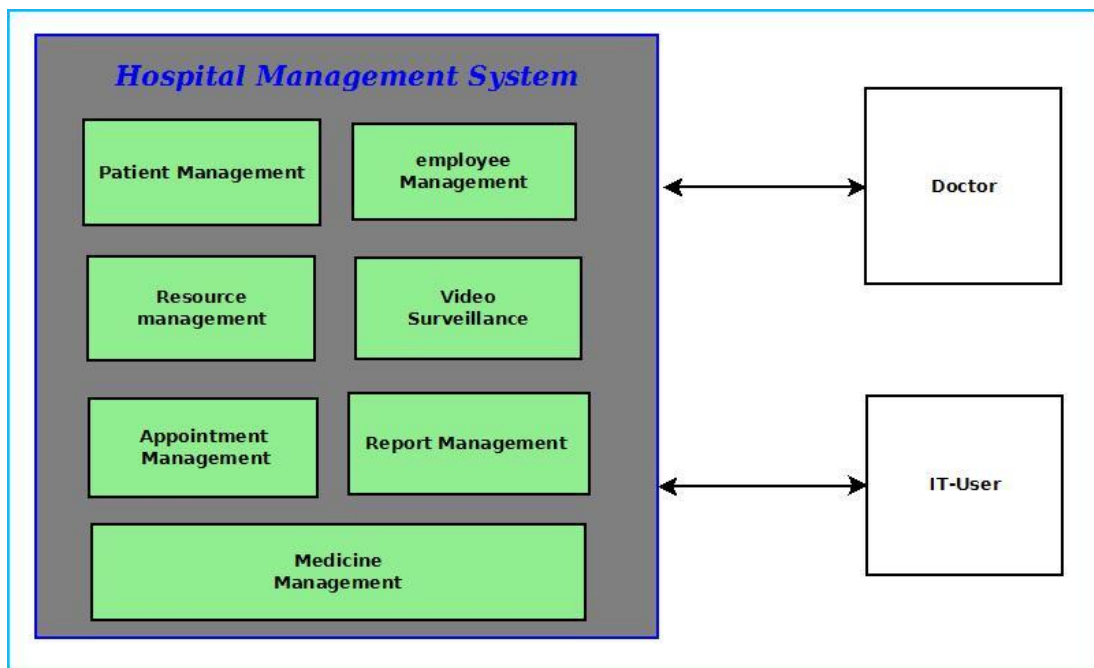 Hospital Management System
Patient Management
employee
Management
Doctor
Resource
management
Video
Surveillance
Appointment
Management
Report Management
IT-User
Medicine
Management